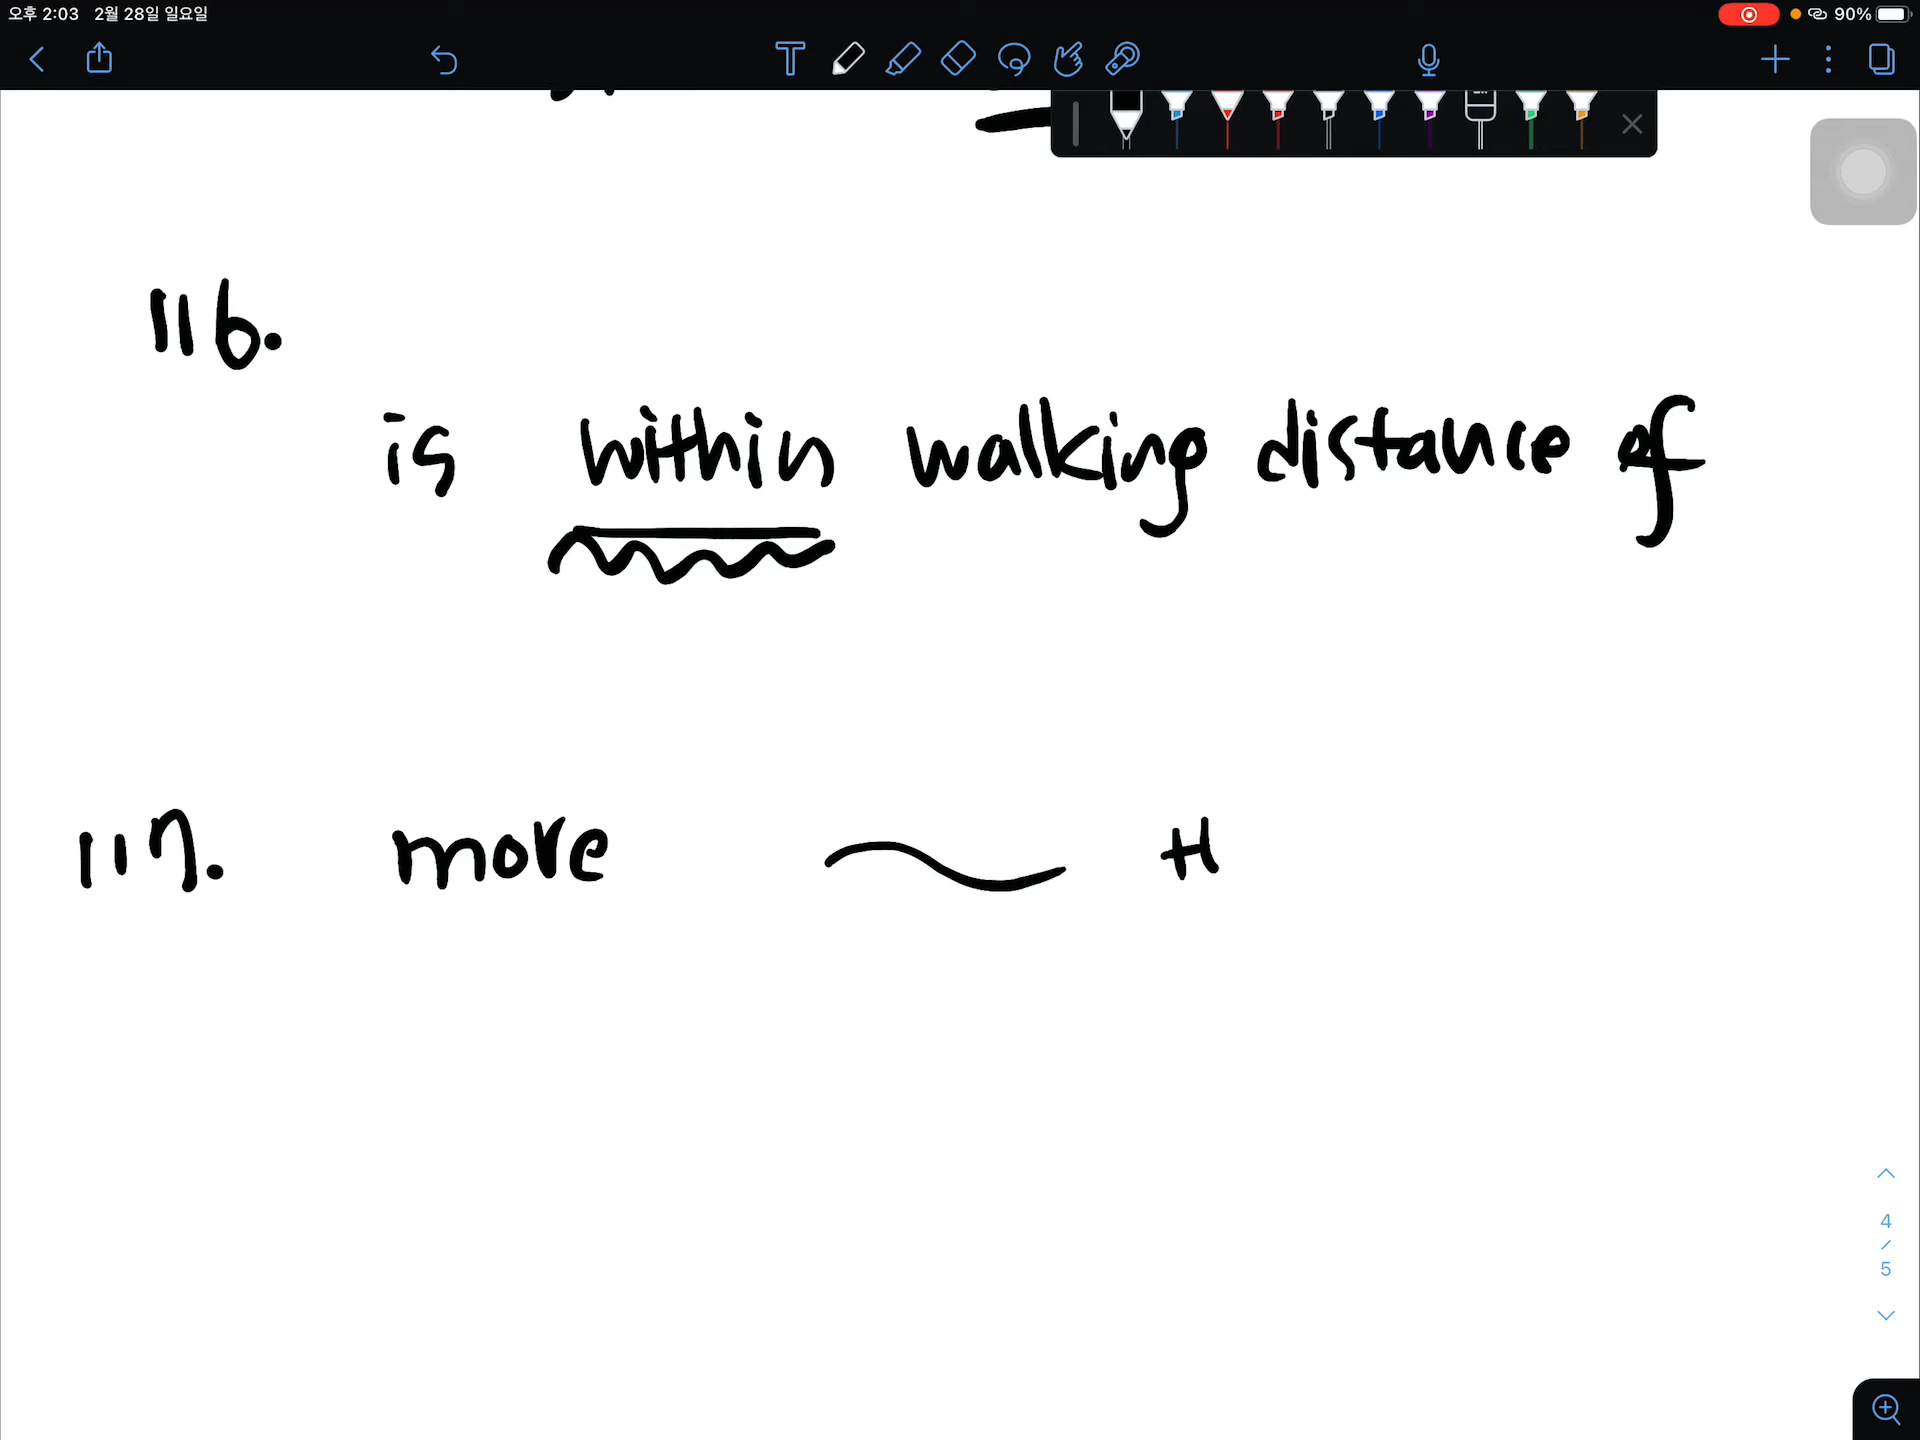 오후 2:03 2월 28일 일요일 90%
116.
is within walking distance of
117. more ~ th
4
/
5